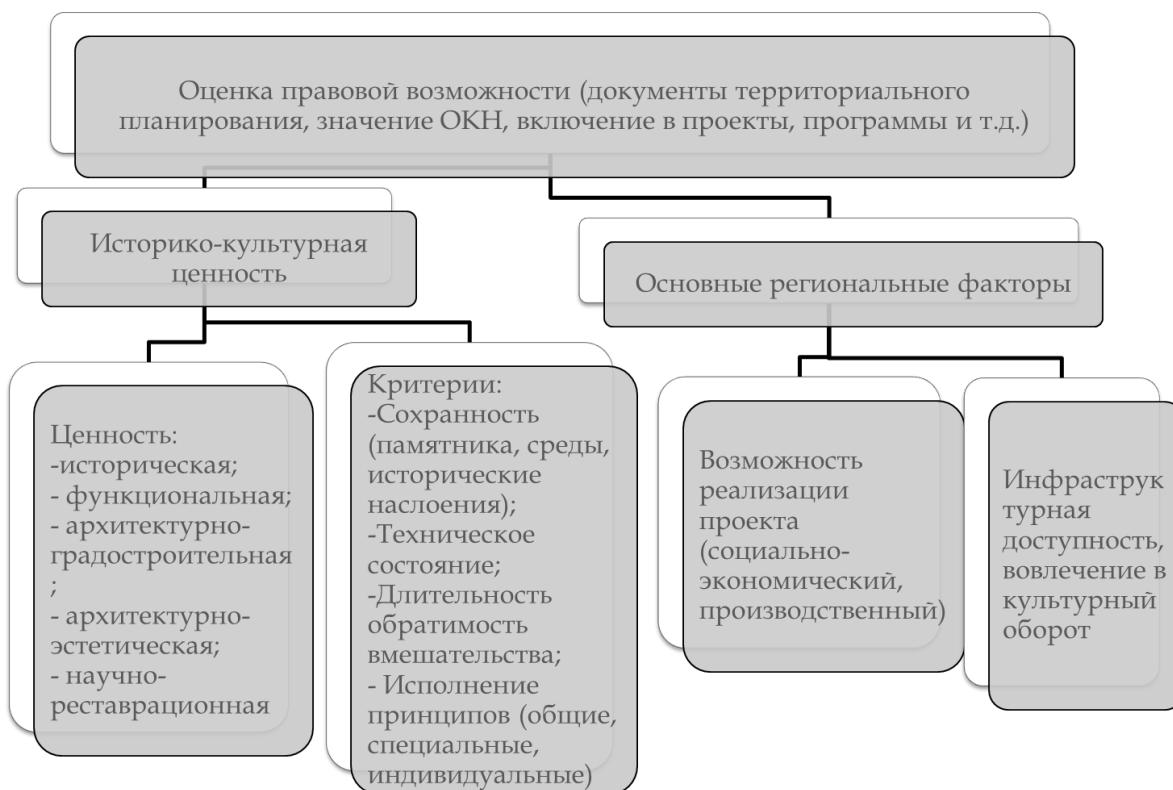 Оценка правовой возможности (документы территориального
планирования, значение ОКН, включение в проекты, программы и т.д.)
Историко-культурная
ценность
Основные региональные факторы
Ценность:
-историческая;
- функциональная;
- архитектурно-
градостроительная
;
- архитектурно-
эстетическая;
- научно-
реставрационная
Критерии:
-Сохранность
(памятника, среды,
исторические
наслоения);
-Техническое
состояние;
-Длительность
обратимость
вмешательства;
- Исполнение
принципов (общие,
специальные,
индивидуальные)
Возможность
реализации
проекта
(социально-
экономический,
производственный)
Инфраструк
турная
доступность,
вовлечение в
культурный
оборот